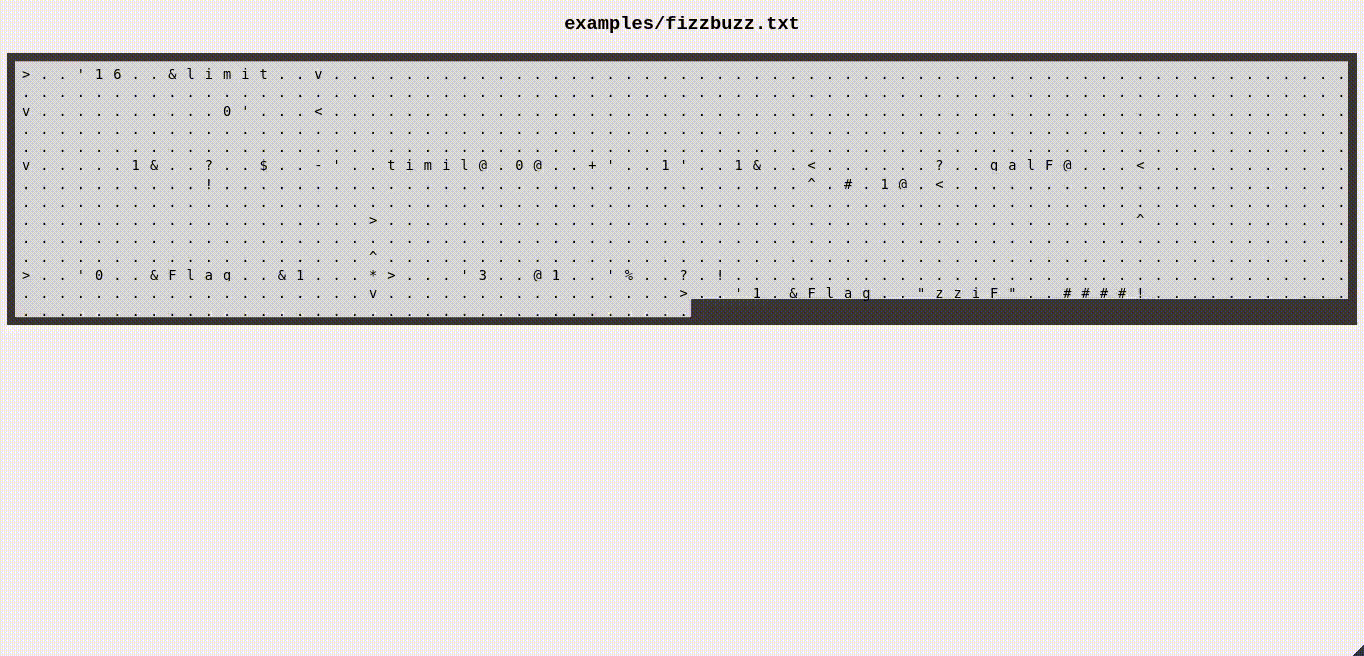 examples/fizzbuzz.txt
> . . ' 1 6 . . & l i m i t . . v . . . . . . . . . . . . . . . . . . . . . . . . . . . . . . . . . . . . . . . . . . . . . . . . . . . . . . . .
. . . . . . . . . . . . . . . . . . . . . . . . . . . . . . . . . . . . . . . . . . . . . . . . . . . . . . . . . . . . . . . . . . . . . . . . .
v . . . . . . . . . . 0 ' . . . < . . . . . . . . . . . . . . . . . . . . . . . . . . . . . . . . . . . . . . . . . . . . . . . . . . . . . . . .
. . . . . . . . . . . . . . . . . . . . . . . . . . . . . . . . . . . . . . . . . . . . . . . . . . . . . . . . . . . . . . . . . . . . . . . . .
. . . . . . . . . . . . . . . . . . . . . . . . . . . . . . . . . . . . . . . . . . . . . . . . . . . . . . . . . . . . . . . . . . . . . . . . .
v . . . . . 1 & . . ? . . $ . . - ' . . t i m i l @ . 0 @ . . + ' . . 1 ' . . 1 & . . < . . . . . . ? . . g a l F @ . . . < . . . . . . . . . . .
. . . . . . . . . . ! . . . . . . . . . . . . . . . . . . . . . . . . . . . . . . . . ^ . # . 1 @ . < . . . . . . . . . . . . . . . . . . . . . .
. . . . . . . . . . . . . . . . . . . . . . . . . . . . . . . . . . . . . . . . . . . . . . . . . . . . . . . . . . . . . . . . . . . . . . . . .
. . . . . . . . . . . . . . . . . . . > . . . . . . . . . . . . . . . . . . . . . . . . . . . . . . . . . . . . . . . . . ^ . . . . . . . . . . .
. . . . . . . . . . . . . . . . . . . . . . . . . . . . . . . . . . . . . . . . . . . . . . . . . . . . . . . . . . . . . . . . . . . . . . . . .
. . . . . . . . . . . . . . . . . . . ^ . . . . . . . . . . . . . . . . . . . . . . . . . . . . . . . . . . . . . . . . . . . . . . . . . . . . .
> . . ' 0 . . & F l a g . . & 1 . . . * > . . . ' 3 . . @ 1 . . ' % . . ? . ! . . . . . . . . . . . . . . . . . . . . . . . . . . . . . . . . . .
. . . . . . . . . . . . . . . . . . . v . . . . . . . . . . . . . . . . > . . ' 1 . & F l a g . . " z z i F " . . # # # # ! . . . . . . . . . . .
. . . . . . . . . . . . . . . . . . . . . . . . . . . . . . . . . . . . .